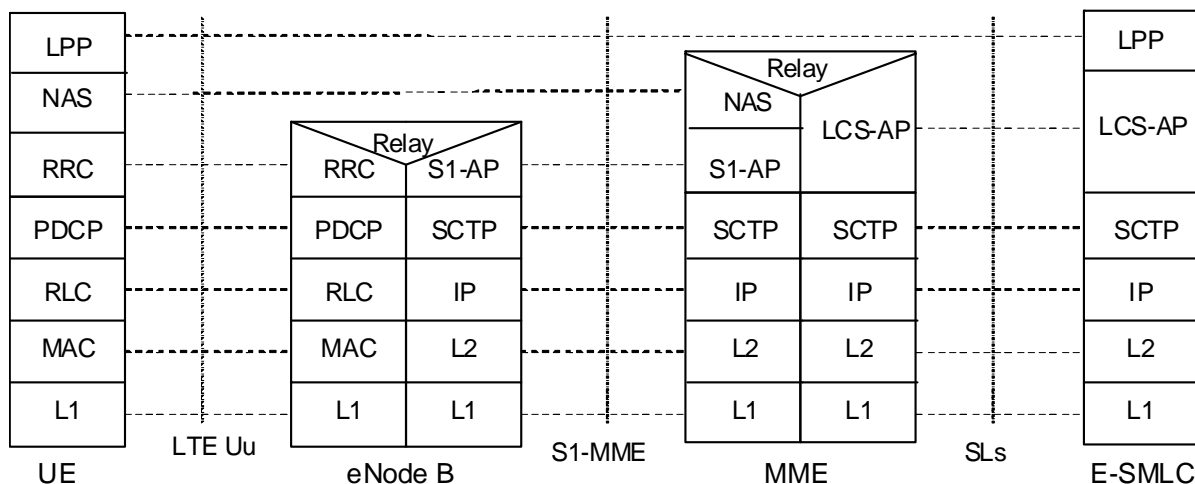 LPP
NAS
RRC
PDCP
RLC
MAC
L1
UE
LTE Uu
Relay
RRC
S1-AP
PDCP
SCTP
RLC
IP
MAC
L2
L1
L1
eNode B
S1-MME
Relay
NAS
LCS-AP
S1-AP
SCTP
SCTP
IP
IP
L2
L2
L1
L1
MME
SLs
LPP
LCS-AP
SCTP
IP
L2
L1
E-SMLC